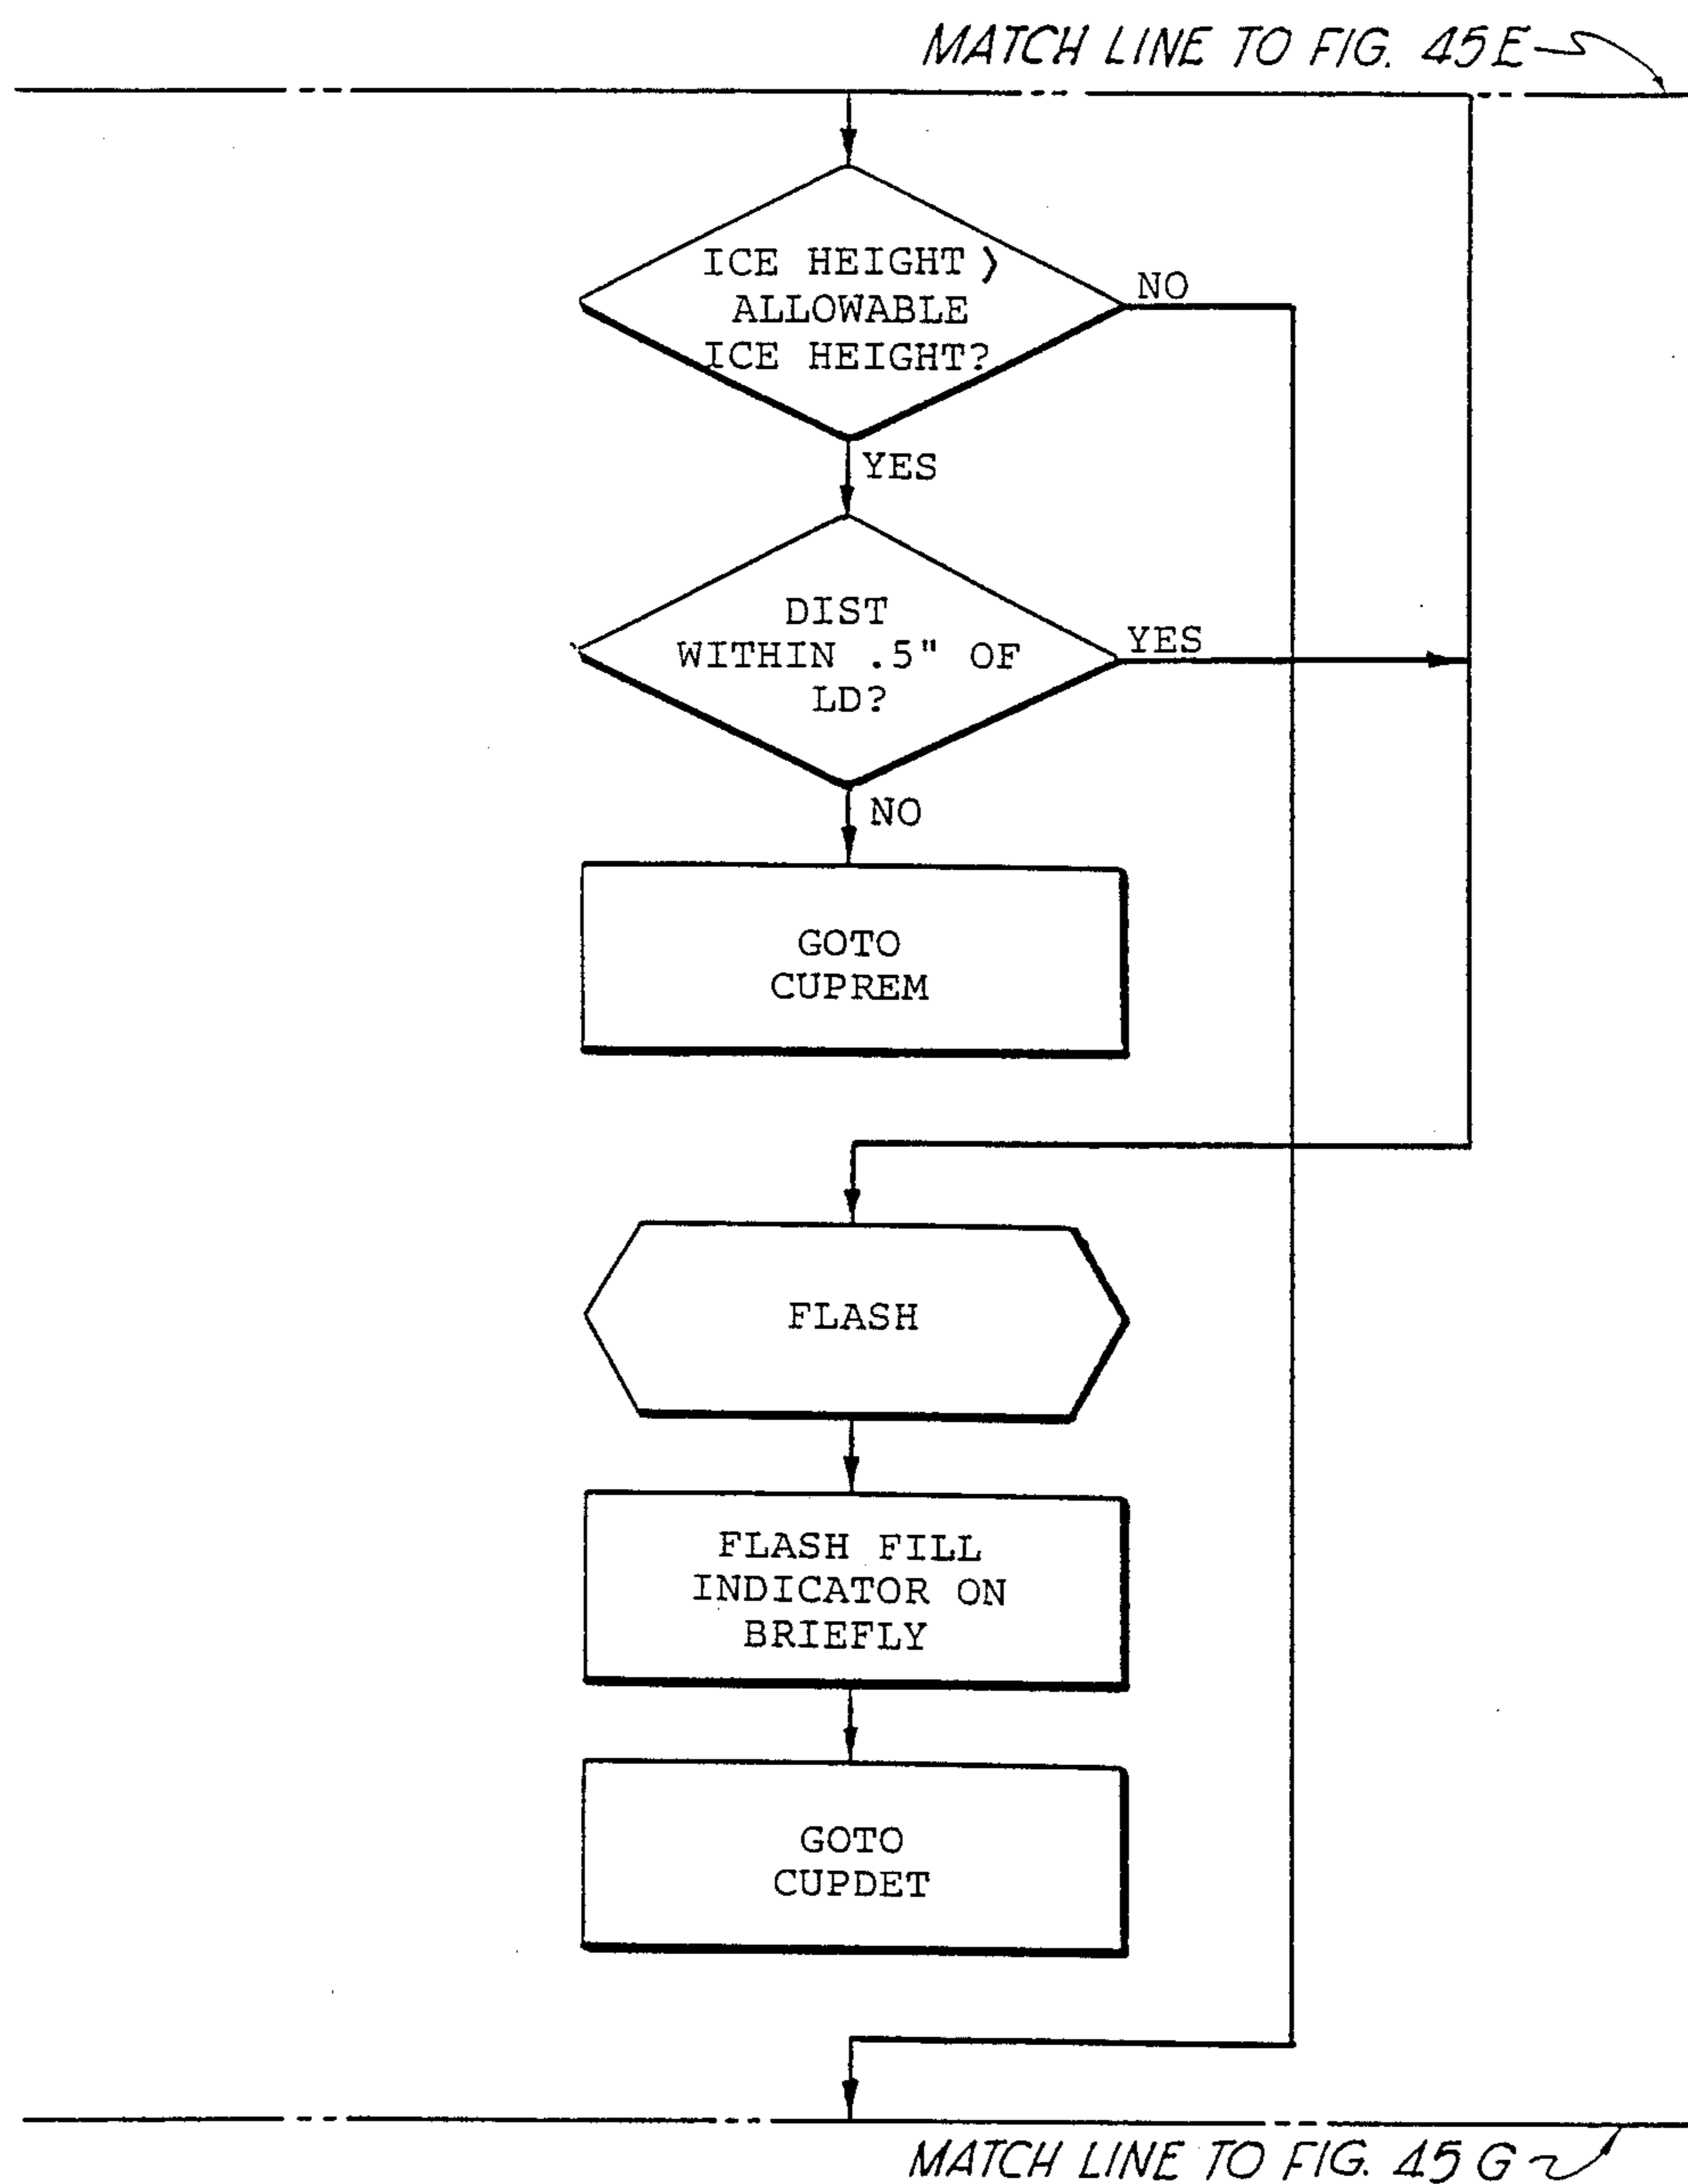 MATCH LINE TO FIG. 45E
ICE HEIGHT >
ALLOWABLE
ICE HEIGHT?
NO
YES
DIST
WITHIN .5" OF
LD?
YES
NO
GOTO
CUPREM
FLASH
FLASH FILL
INDICATOR ON
BRIEFLY
GOTO
CUPDET
MATCH LINE TO FIG. 45G